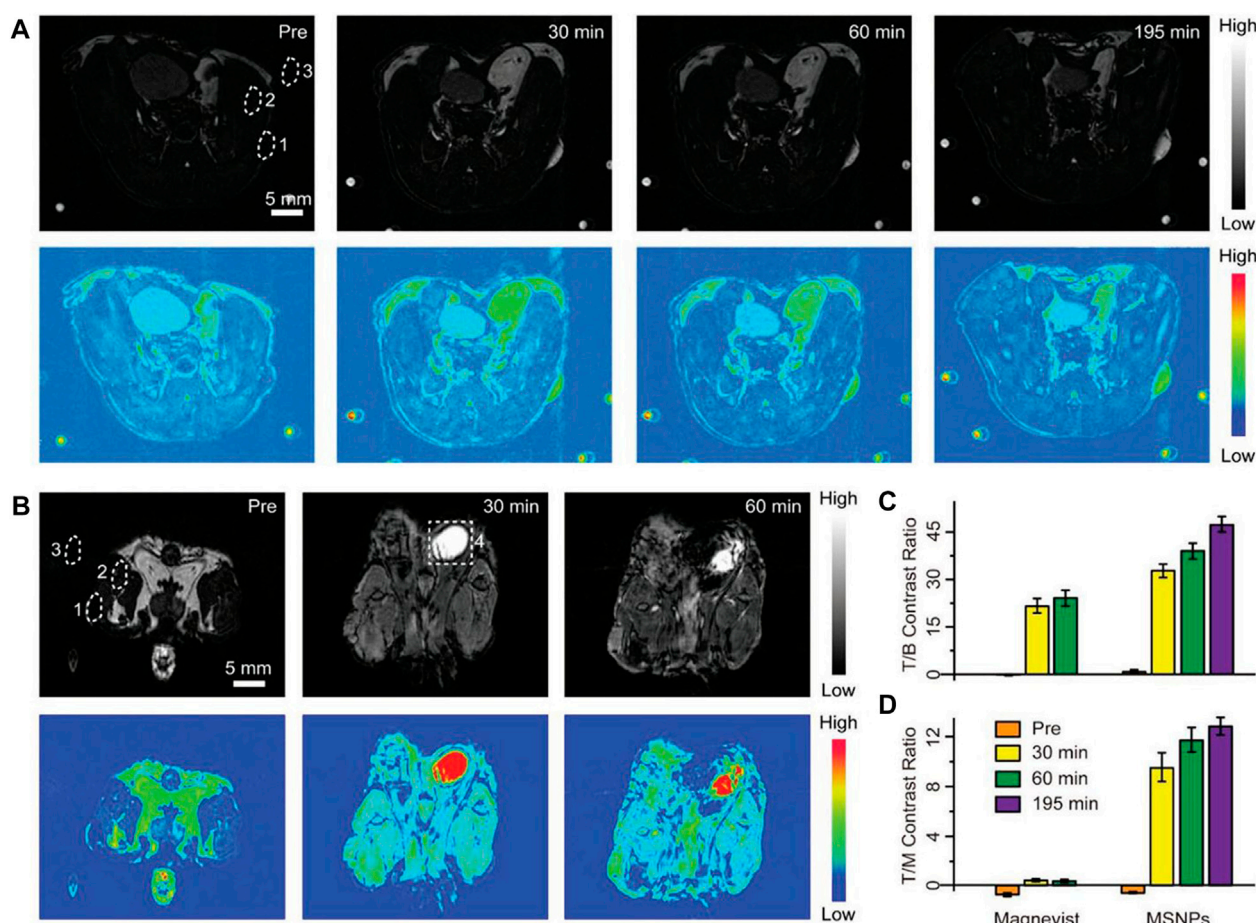 A
Pre
30 min
60 min
195 min
High
Low
3
2
1
5 mm
High
Low
B
Pre
30 min
60 min
High
Low
3
2
1
4
5 mm
High
Low
C
T/B Contrast Ratio
45
30
15
0
D
T/M Contrast Ratio
12
8
4
0
Pre
30 min
60 min
195 min
Magnevist
MSNPs